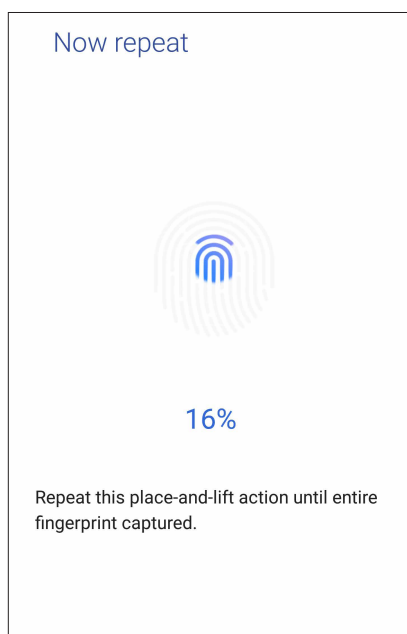 Now repeat
16%
Repeat this place-and-lift action until entire
fingerprint captured.